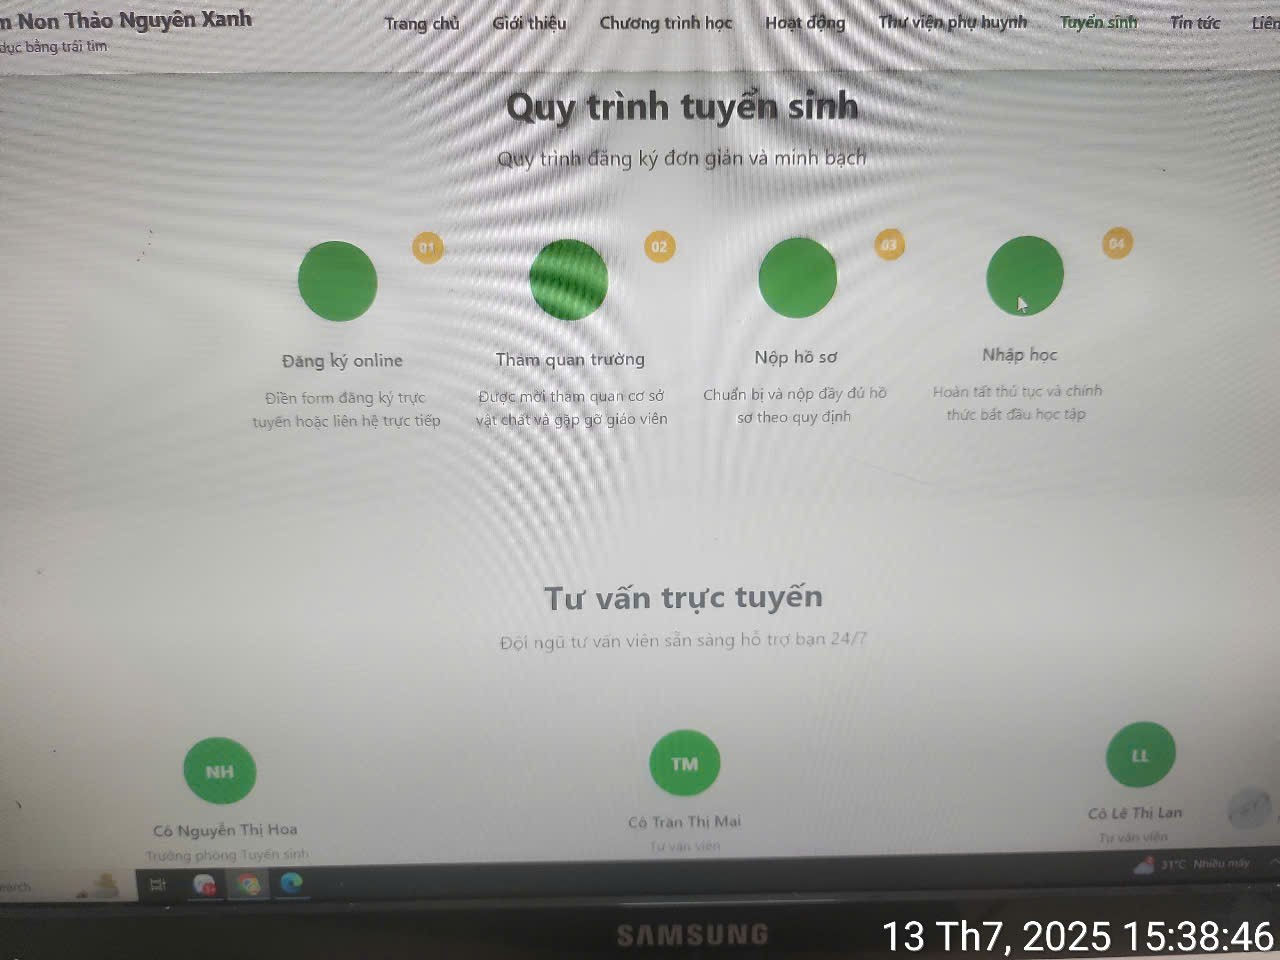 n Non Thảo Nguyên Xanh
dục bằng trái tim
Trang chủ Giới thiệu Chương trình học Hoạt động Thư viện phụ huynh Tuyển sinh Tin tức Liên
Quy trình tuyển sinh
Quy trình đăng ký đơn giản và minh bạch
01
02
03
04
Đăng ký online
Điền form đăng ký trực
tuyến hoặc liên hệ trực tiếp
Tham quan trường
Được mời tham quan cơ sở
vật chất và gặp gỡ giáo viên
Nộp hồ sơ
Chuẩn bị và nộp đầy đủ hồ
sơ theo quy định
Nhập học
Hoàn tất thủ tục và chính
thức bắt đầu học tập
Tư vấn trực tuyến
Đội ngũ tư vấn viên sẵn sàng hỗ trợ bạn 24/7
NH
Cô Nguyễn Thị Hoa
Trưởng phòng Tuyển sinh
TM
Cô Trần Thị Mai
Tư vấn viên
LL
Cô Lê Thị Lan
Tư vấn viên
earch
31°C Nhiều mây
SAMSUNG
13 Th7, 2025 15:38:46